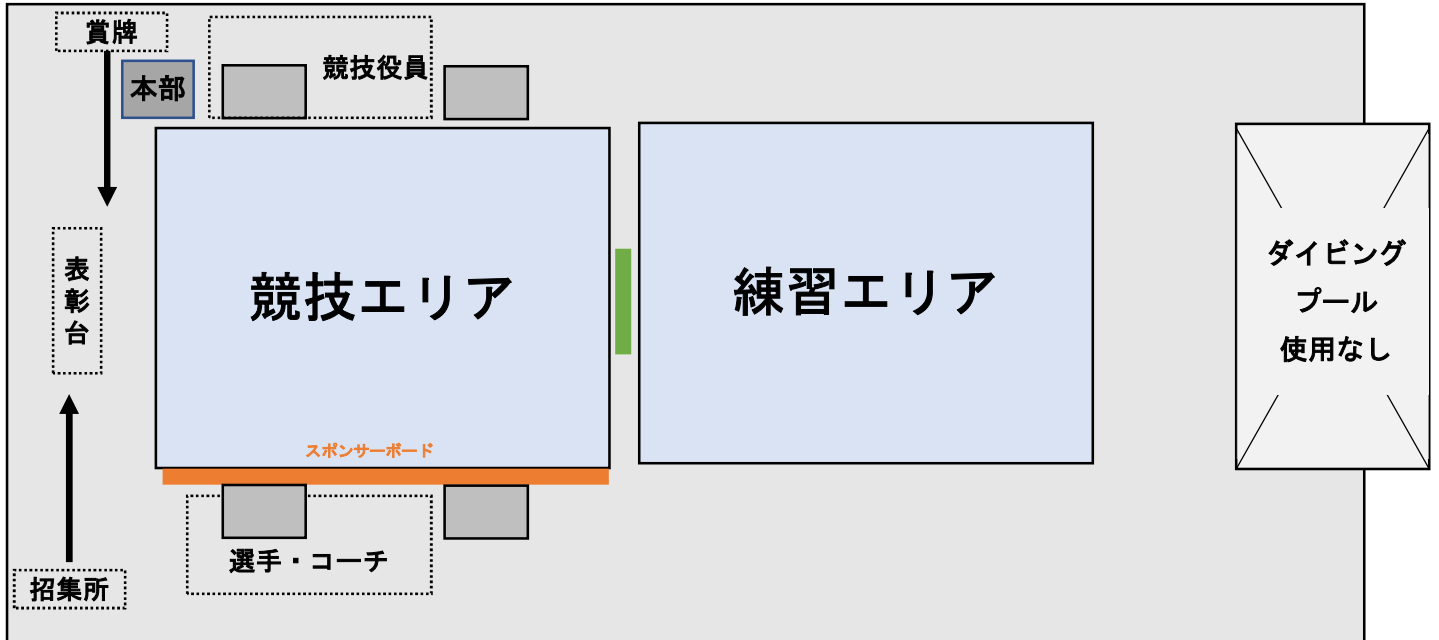 賞牌
本部
競技役員
表彰台
競技エリア
練習エリア
ダイビング
プール
使用なし
スポンサーボード
選手・コーチ
招集所